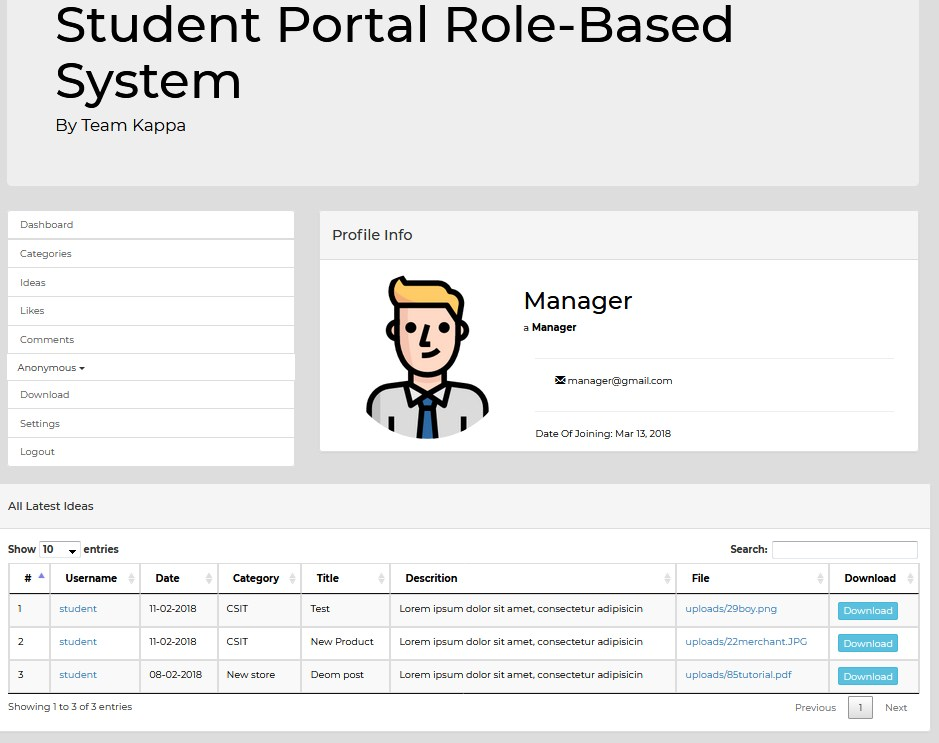 Student Portal Role-Based
System
By Team Kappa
Dashboard
Categories
Ideas
Likes
Comments
Anonymous
Download
Settings
Logout
Profile Info
Manager
a Manager
manager@gmail.com
Date Of Joining: Mar 13, 2018
All Latest Ideas
Show 10 entries Search:
# Username Date Category Title Descrition File Download
1 student 11-02-2018 CSIT Test Lorem ipsum dolor sit amet, consectetur adipisicin uploads/29boy.png Download
2 student 11-02-2018 CSIT New Product Lorem ipsum dolor sit amet, consectetur adipisicin uploads/22merchant.JPG Download
3 student 08-02-2018 New store Deom post Lorem ipsum dolor sit amet, consectetur adipisicin uploads/85tutorial.pdf Download
Showing 1 to 3 of 3 entries Previous 1 Next